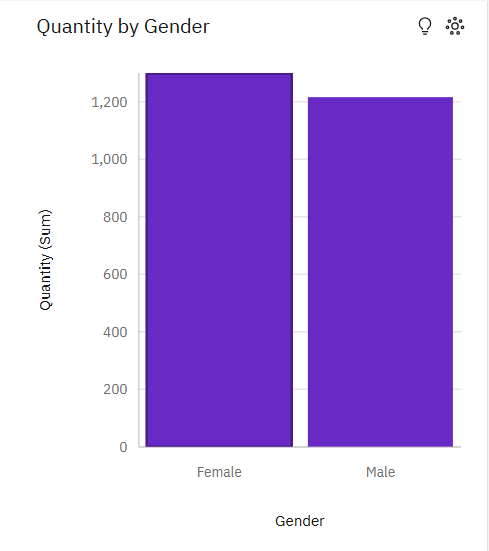 Quantity by Gender
1,200
1,000
800
600
400
200
0
Quantity (Sum)
Female
Male
Gender